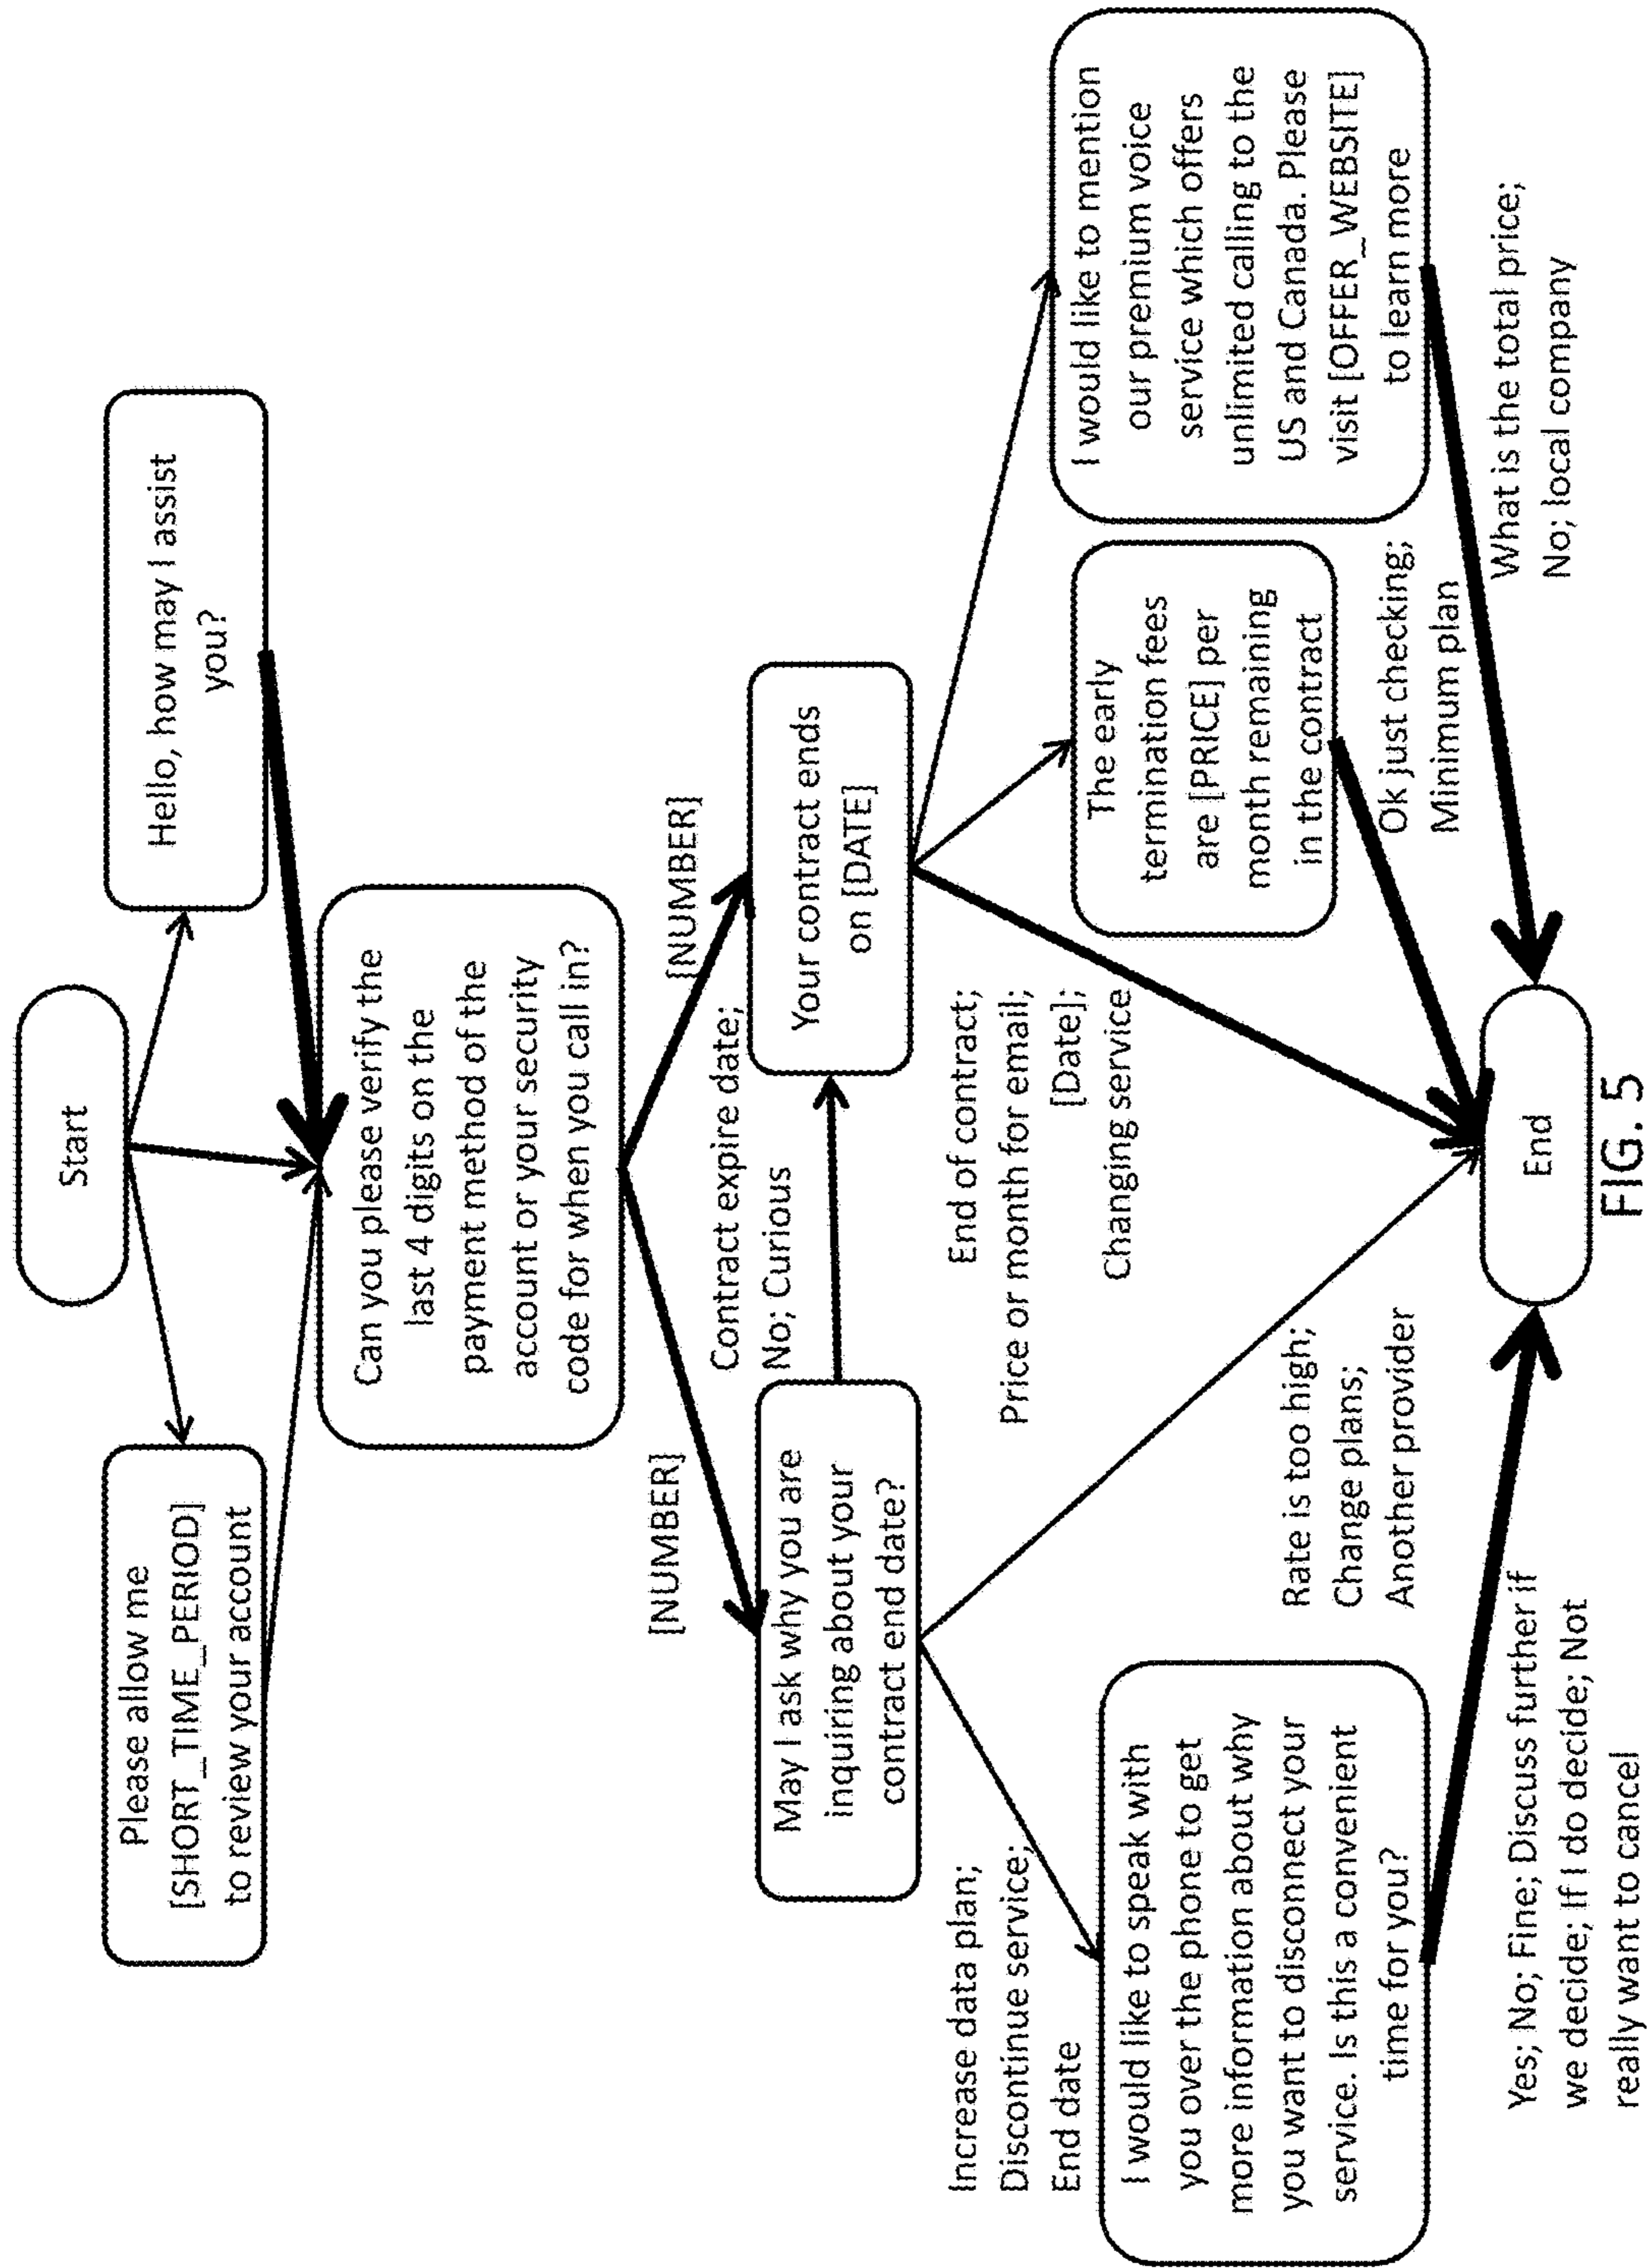 Start
Please allow me
[SHORT_TIME_PERIOD]
to review your account
Hello, how may I assist
you?
Can you please verify the
last 4 digits on the
payment method of the
account or your security
code for when you call in?
[NUMBER]
[NUMBER]
May I ask why you are
inquiring about your
contract end date?
Contract expire date;
No; Curious
Your contract ends
on [DATE]
Increase data plan;
Discontinue service;
End date
End of contract;
Price or month for email;
[Date];
Changing service
I would like to speak with
you over the phone to get
more information about why
you want to disconnect your
service. Is this a convenient
time for you?
Rate is too high;
Change plans;
Another provider
The early
termination fees
are [PRICE] per
month remaining
in the contract
I would like to mention
our premium voice
service which offers
unlimited calling to the
US and Canada. Please
visit [OFFER_WEBSITE]
to learn more
Ok just checking;
Minimum plan
What is the total price;
No; local company
Yes; No; Fine; Discuss further if
we decide; If I do decide; Not
really want to cancel
End
FIG. 5